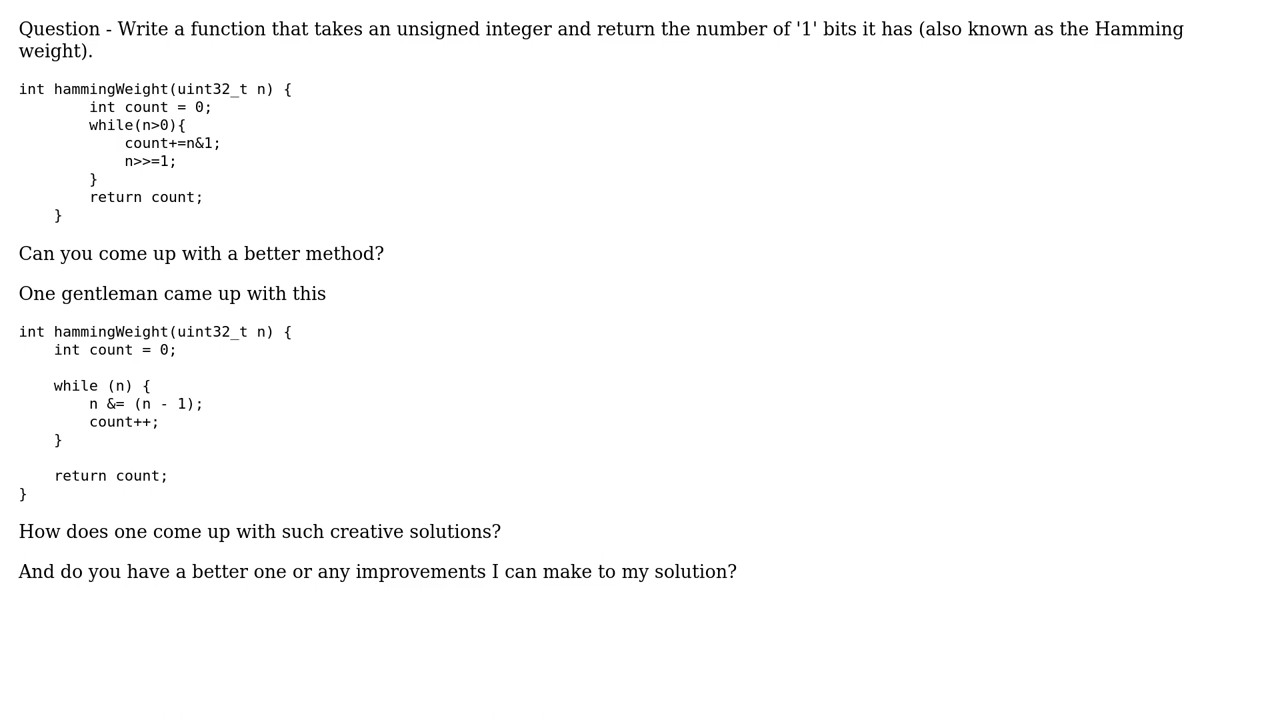 Question - Write a function that takes an unsigned integer and return the number of '1' bits it has (also known as the Hamming
weight).
int hammingWeight(uint32_t n) {
        int count = 0;
        while(n>0){
            count+=n&1;
            n>>=1;
        }
        return count;
    }
Can you come up with a better method?
One gentleman came up with this
int hammingWeight(uint32_t n) {
    int count = 0;
    while (n) {
        n &= (n - 1);
        count++;
    }
    return count;
}
How does one come up with such creative solutions?
And do you have a better one or any improvements I can make to my solution?